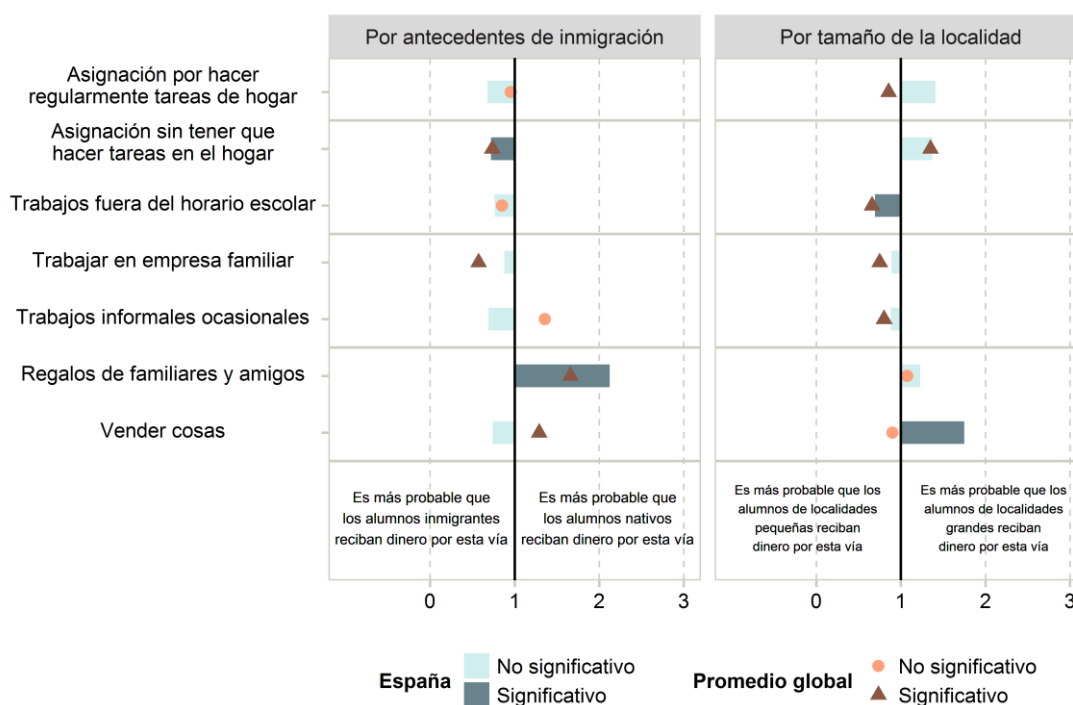 Por antecedentes de inmigración
Por tamaño de la localidad
Asignación por hacer
regularmente tareas de hogar
Asignación sin tener que
hacer tareas en el hogar
Trabajos fuera del horario escolar
Trabajar en empresa familiar
Trabajos informales ocasionales
Regalos de familiares y amigos
Vender cosas
Es más probable que
los alumnos inmigrantes
reciban dinero por esta vía
Es más probable que
los alumnos nativos
reciban dinero por esta vía
Es más probable que los
alumnos de localidades
pequeñas reciban
dinero por esta vía
Es más probable que los
alumnos de localidades
grandes reciban
dinero por esta vía
0 1 2 3
0 1 2 3
España
No significativo
Significativo
Promedio global
No significativo
Significativo